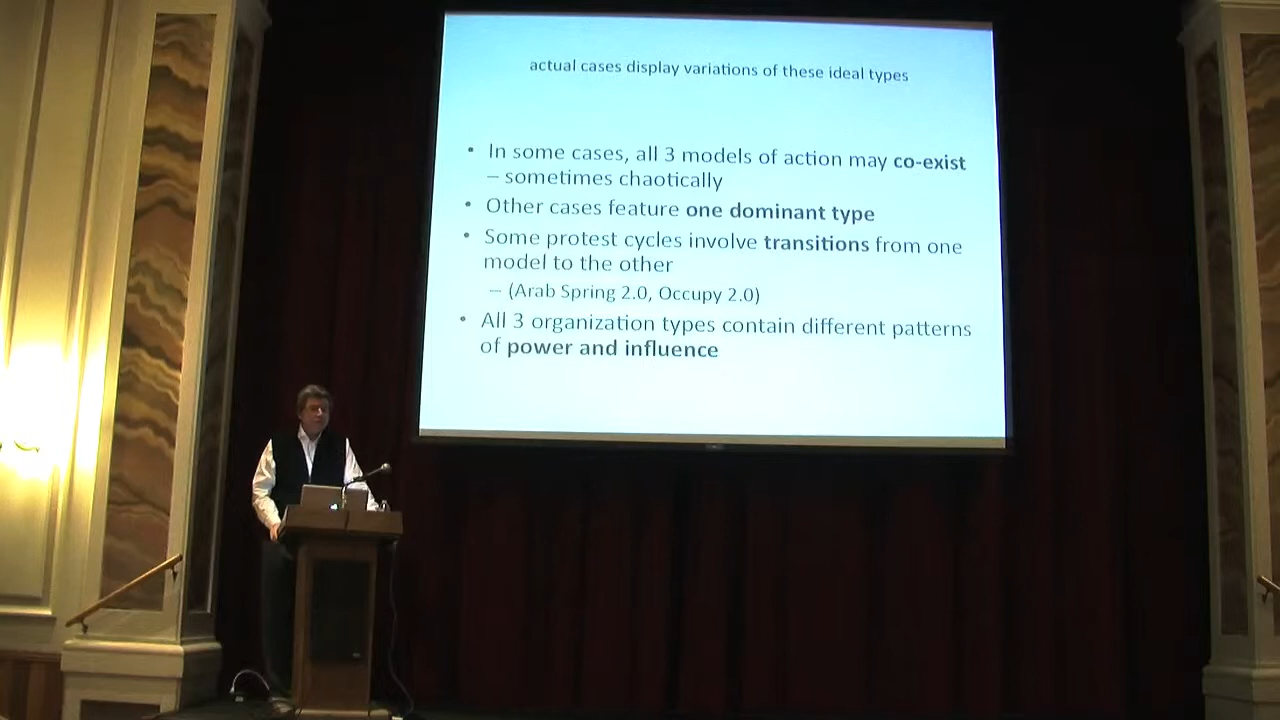 actual cases display variations of these ideal types
• In some cases, all 3 models of action may co-exist
– sometimes chaotically
• Other cases feature one dominant type
• Some protest cycles involve transitions from one
model to the other
– (Arab Spring 2.0, Occupy 2.0)
• All 3 organization types contain different patterns
of power and influence